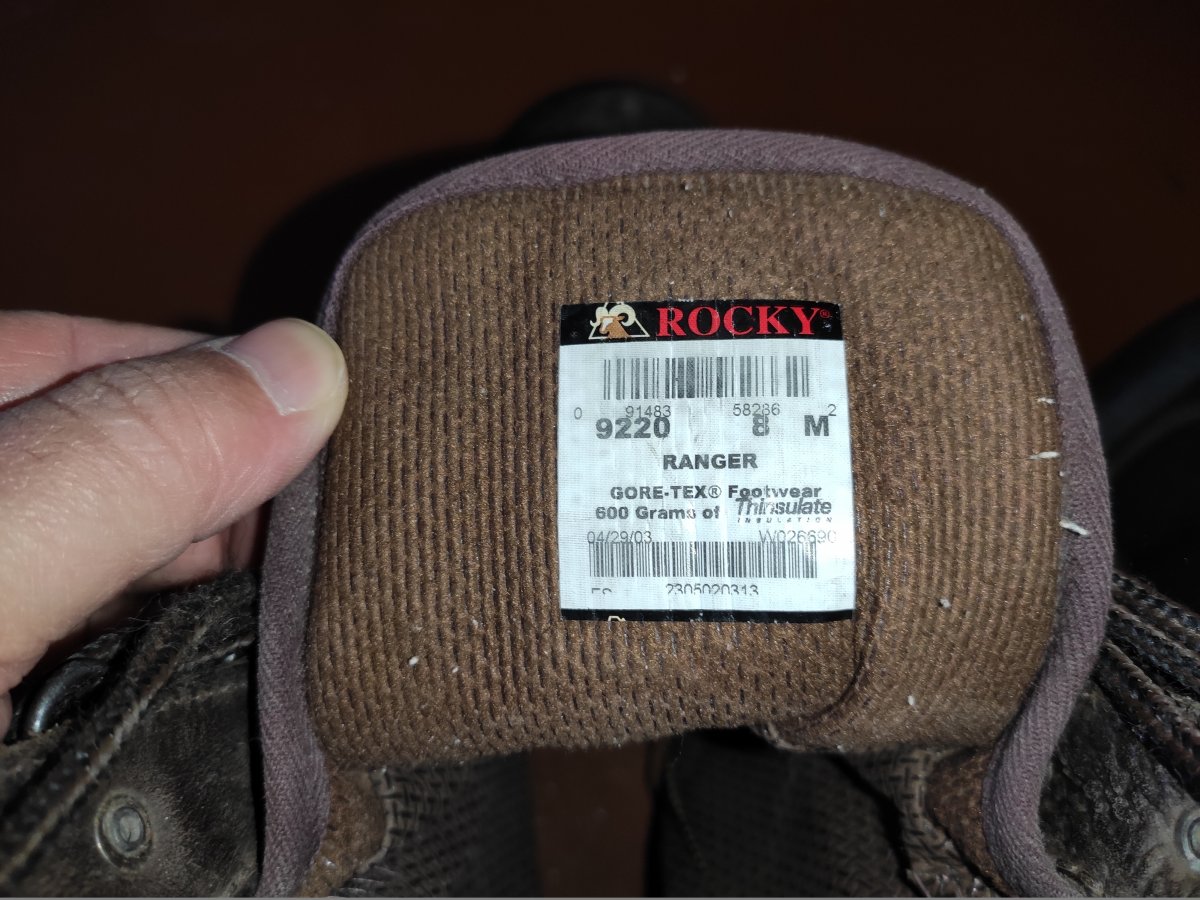 ROCKY®
0 91483 58286 2
9220 8 M
RANGER
GORE-TEX® Footwear
600 Grams of Thinsulate
INSULATION
04/29/03 W02669C
2305020313